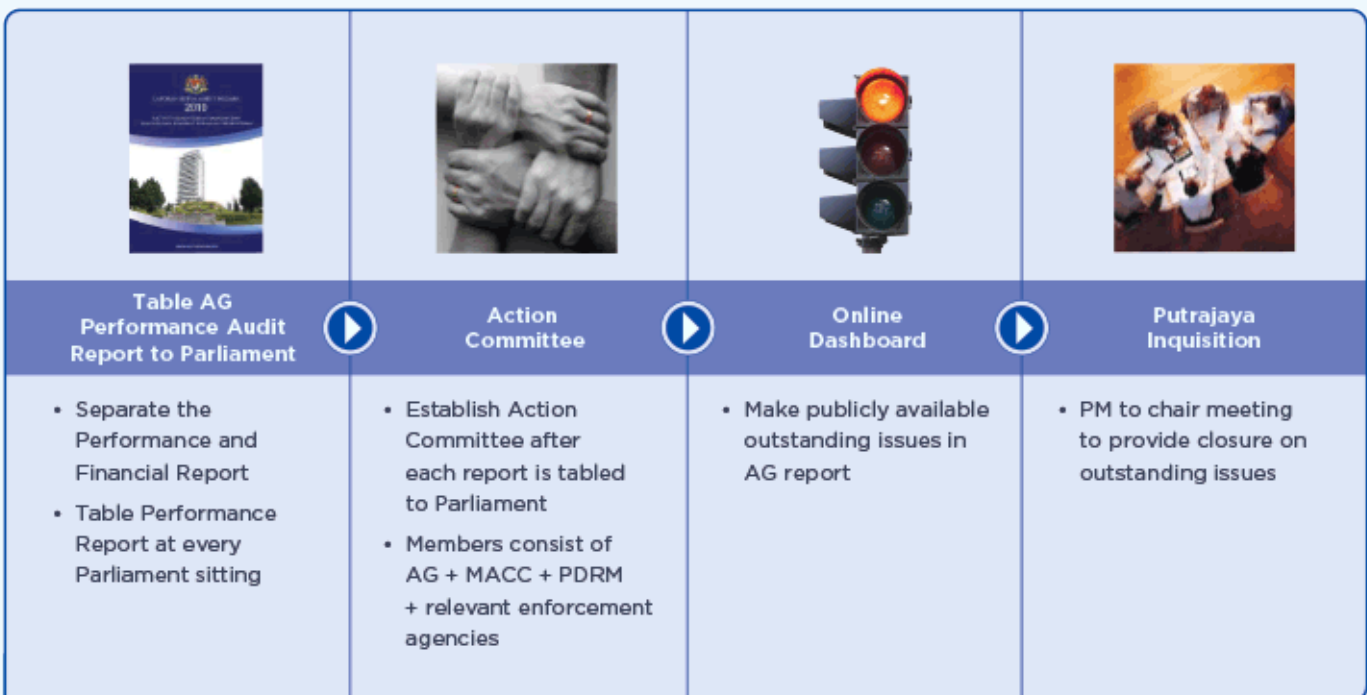 2010
Table AG
Performance Audit
Report to Parliament
• Separate the
Performance and
Financial Report
• Table Performance
Report at every
Parliament sitting
Action
Committee
• Establish Action
Committee after
each report is tabled
to Parliament
• Members consist of
AG + MACC + PDRM
+ relevant enforcement
agencies
Online
Dashboard
• Make publicly available
outstanding issues in
AG report
Putrajaya
Inquisition
• PM to chair meeting
to provide closure on
outstanding issues